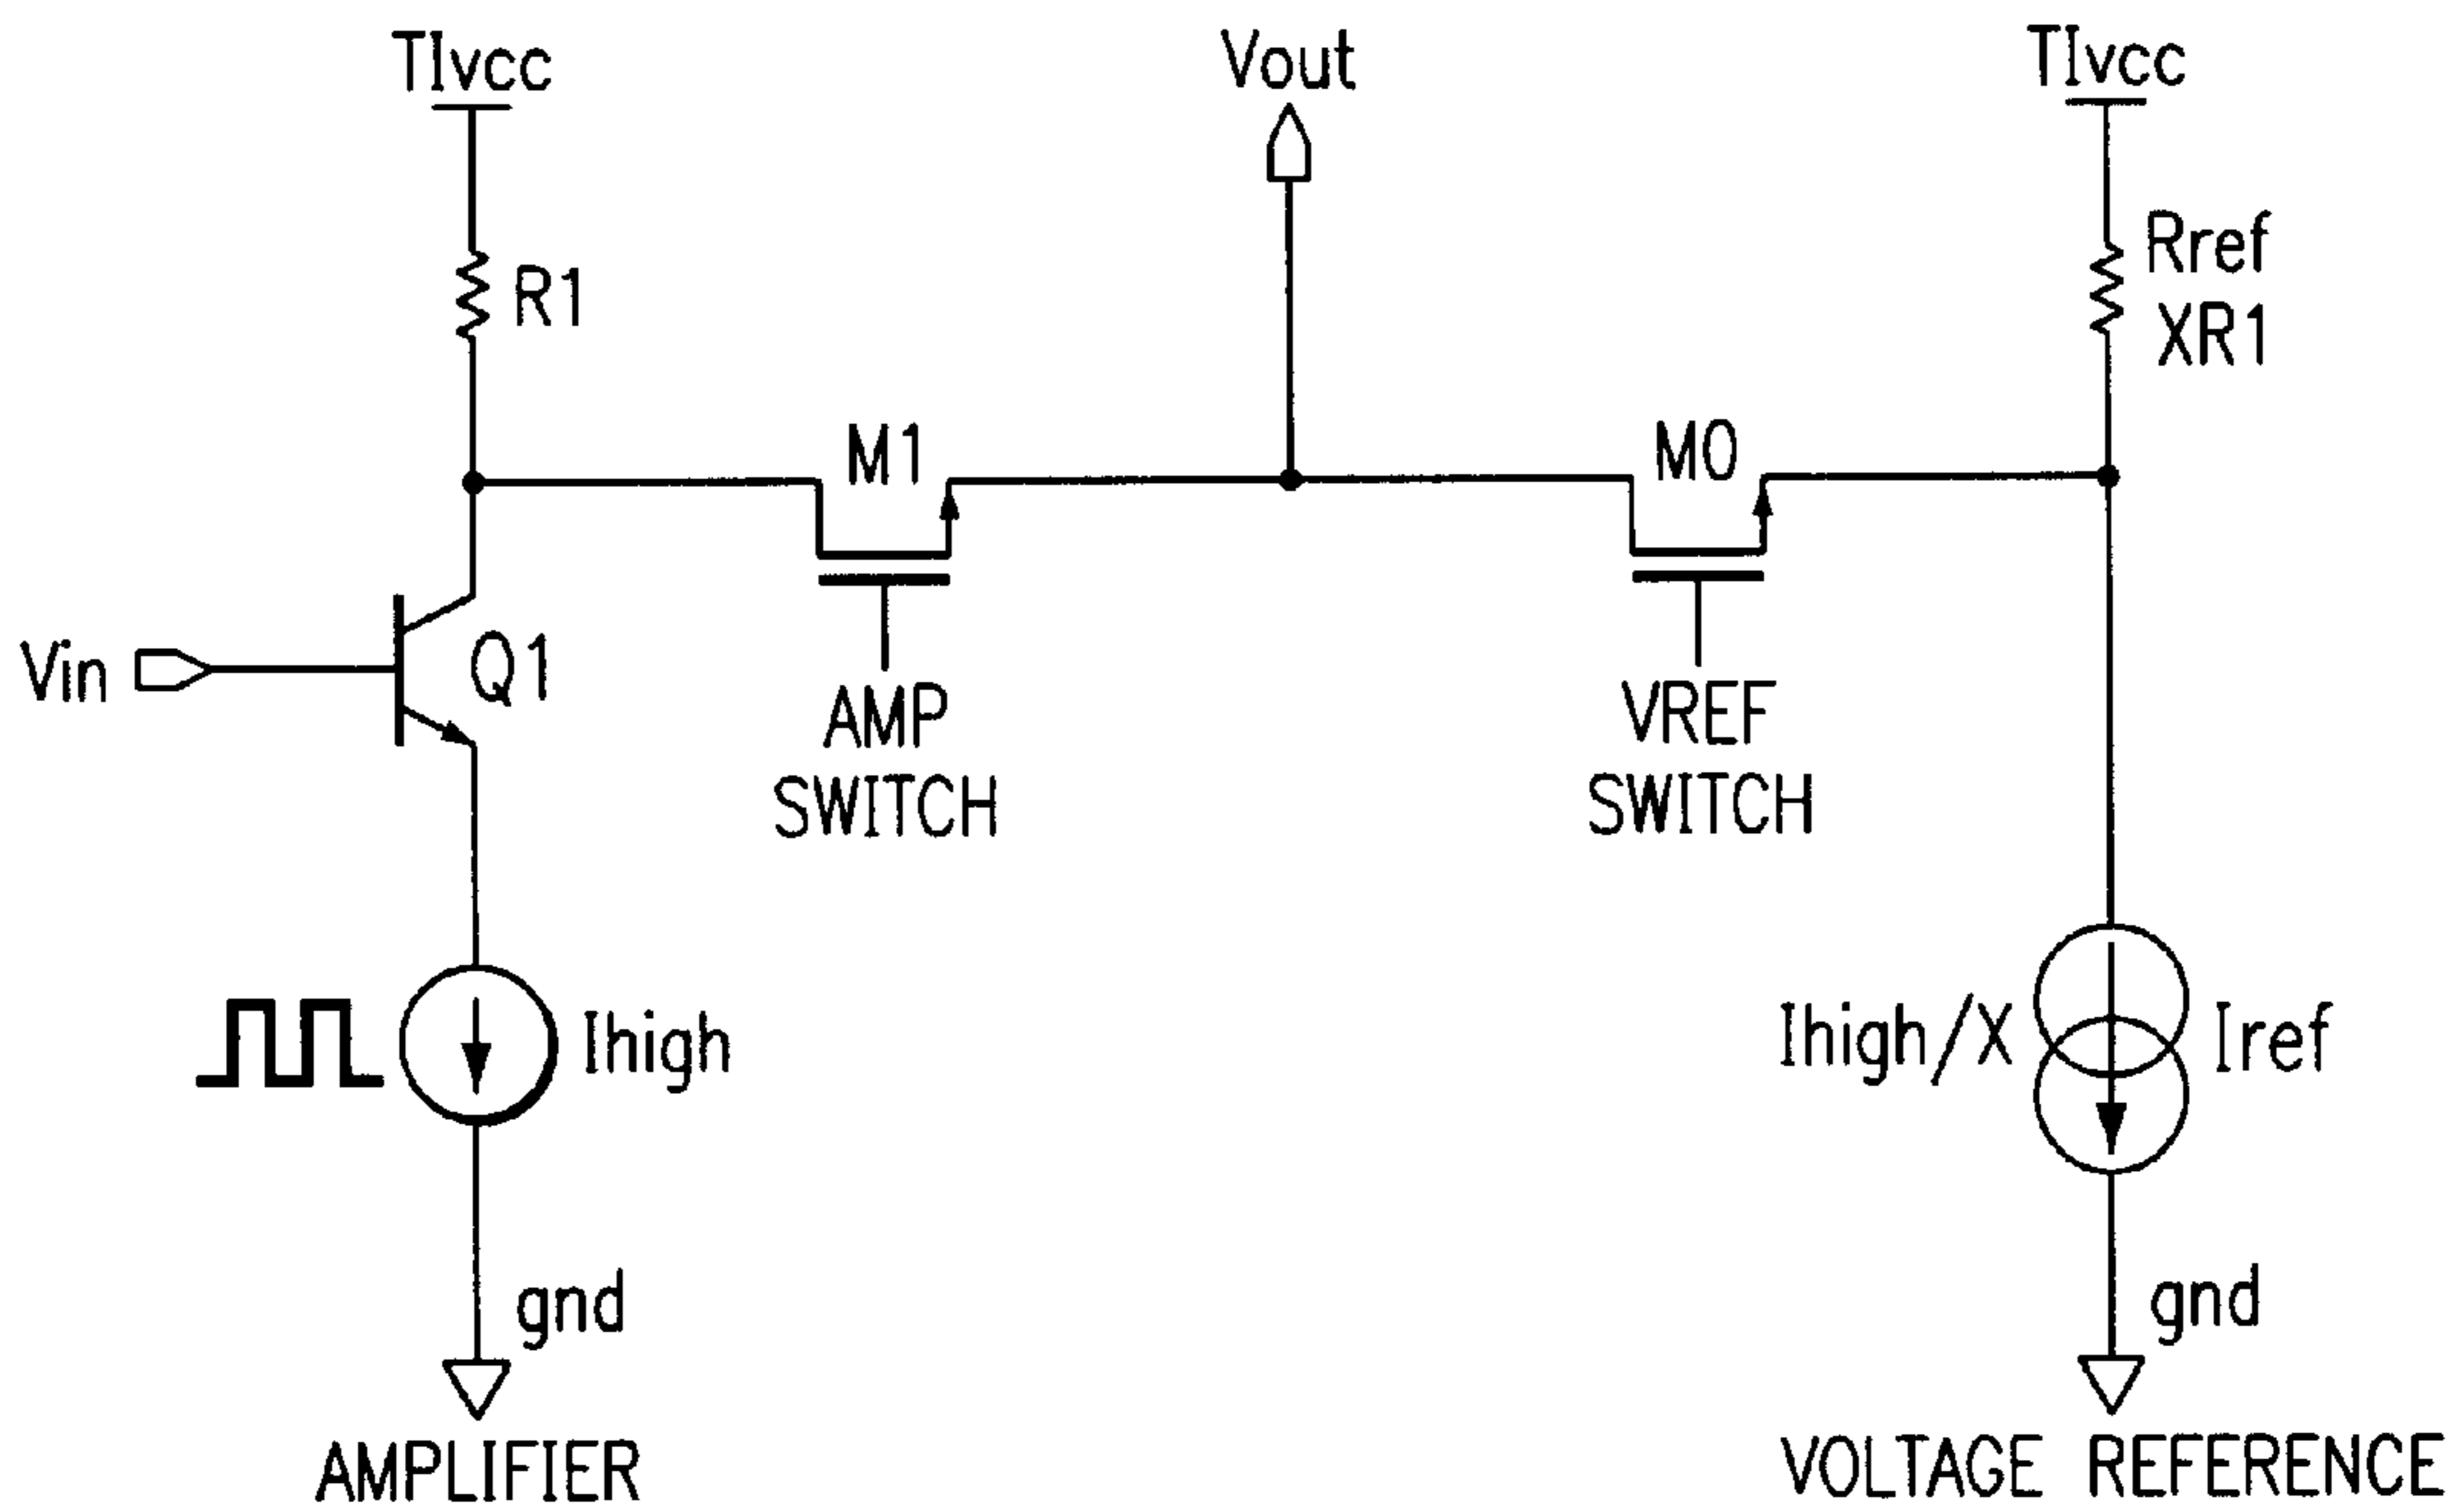 TIvcc
Vout
TIvcc
R1
Rref
XR1
M1
M0
Vin
Q1
AMP
SWITCH
VREF
SWITCH
Ihigh
Ihigh/X
Iref
gnd
gnd
AMPLIFIER
VOLTAGE REFERENCE